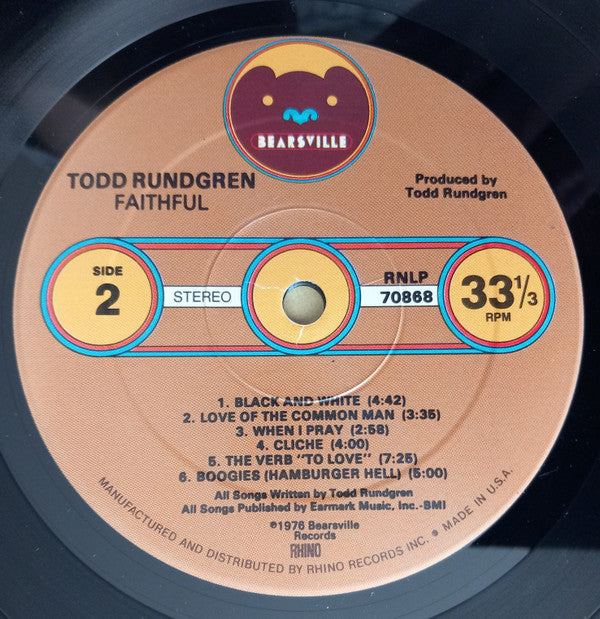 BEARSVILLE
TODD RUNDGREN
FAITHFUL
Produced by
Todd Rundgren
SIDE
2
STEREO
RNLP
70868
33 1/3
RPM
1. BLACK AND WHITE (4:42)
2. LOVE OF THE COMMON MAN (3:35)
3. WHEN I PRAY (2:58)
4. CLICHE (4:00)
5. THE VERB "TO LOVE" (7:25)
6. BOOGIES (HAMBURGER HELL) (5:00)
All Songs Written by Todd Rundgren
All Songs Published by Earmark Music, Inc.-BMI
℗1976 Bearsville
Records
RHINO
MANUFACTURED AND DISTRIBUTED BY RHINO RECORDS INC. • MADE IN U.S.A.